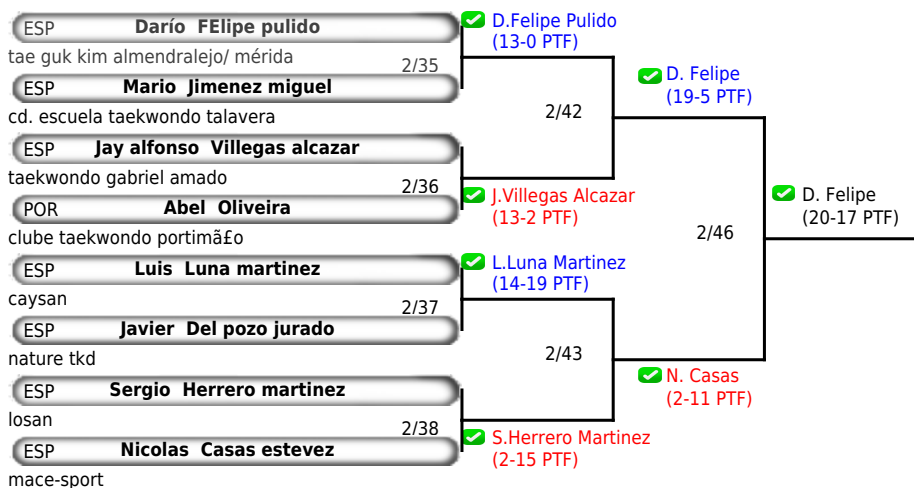 ESP Darío FElipe pulido
tae guk kim almendralejo/ mérida
2/35
ESP Mario Jimenez miguel
cd. escuela taekwondo talavera
ESP Jay alfonso Villegas alcazar
taekwondo gabriel amado
2/36
POR Abel Oliveira
clube taekwondo portimã£o
ESP Luis Luna martinez
caysan
2/37
ESP Javier Del pozo jurado
nature tkd
ESP Sergio Herrero martinez
losan
2/38
ESP Nicolas Casas estevez
mace-sport
D.Felipe Pulido
(13-0 PTF)
2/42
J.Villegas Alcazar
(13-2 PTF)
L.Luna Martinez
(14-19 PTF)
2/43
S.Herrero Martinez
(2-15 PTF)
D. Felipe
(19-5 PTF)
2/46
N. Casas
(2-11 PTF)
D. Felipe
(20-17 PTF)